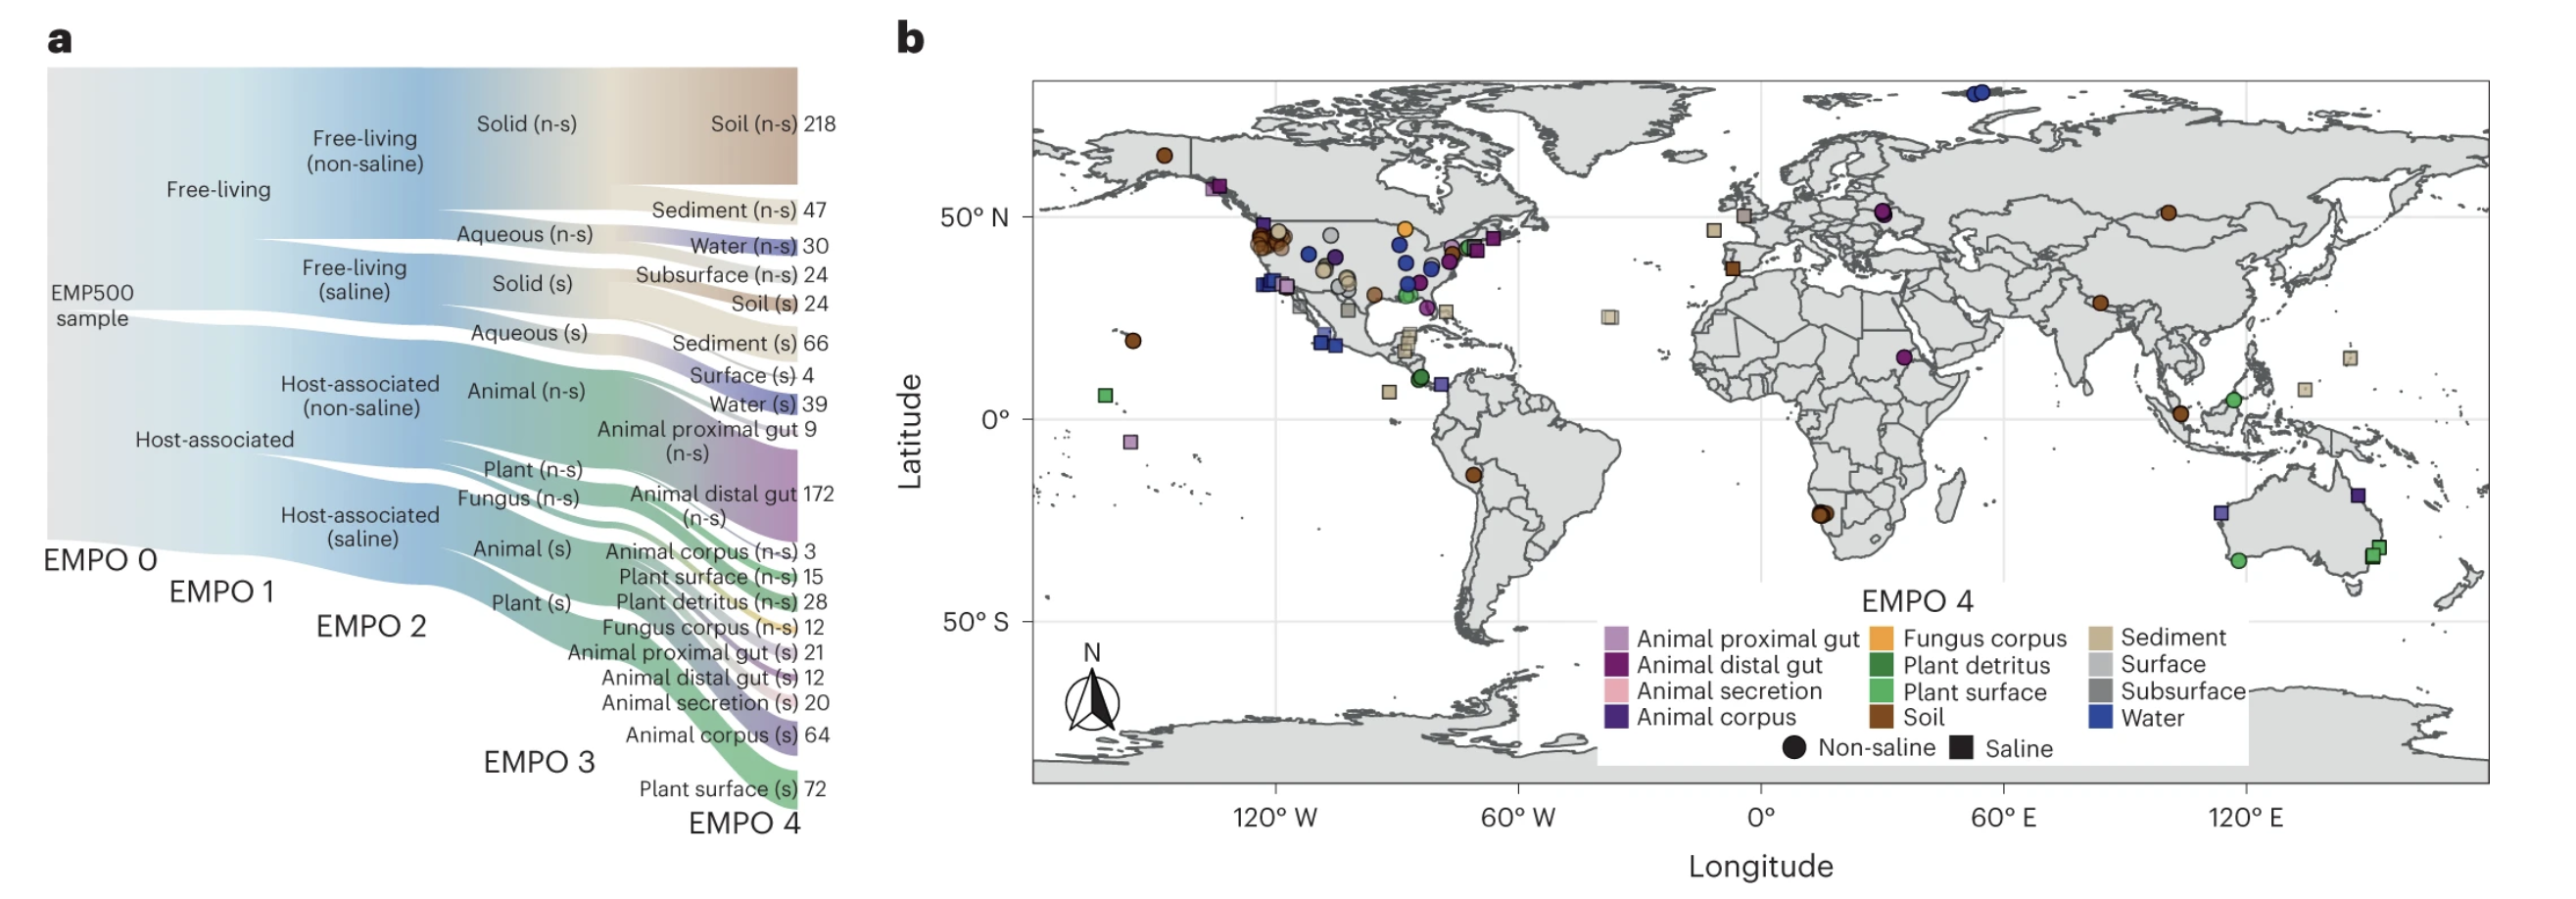 a
Free-living
(non-saline)
Solid (n-s)
Soil (n-s) 218
Free-living
Sediment (n-s) 47
Aqueous (n-s)
Water (n-s) 30
Free-living
(saline)
Solid (s)
Subsurface (n-s) 24
Soil (s) 24
EMP500
sample
Aqueous (s)
Sediment (s) 66
Surface (s) 4
Host-associated
(non-saline)
Animal (n-s)
Water (s) 39
Host-associated
Animal proximal gut 9
(n-s)
Plant (n-s)
Fungus (n-s)
Animal distal gut 172
(n-s)
Host-associated
(saline)
Animal (s)
Animal corpus (n-s) 3
Plant surface (n-s) 15
Plant (s)
Plant detritus (n-s) 28
Fungus corpus (n-s) 12
Animal proximal gut (s) 21
Animal distal gut (s) 12
Animal secretion (s) 20
Animal corpus (s) 64
Plant surface (s) 72
EMPO 0
EMPO 1
EMPO 2
EMPO 3
EMPO 4
b
50° N
0°
50° S
Latitude
N
EMPO 4
Animal proximal gut
Animal distal gut
Animal secretion
Animal corpus
Fungus corpus
Plant detritus
Plant surface
Soil
Sediment
Surface
Subsurface
Water
Non-saline
Saline
120° W
60° W
0°
60° E
120° E
Longitude